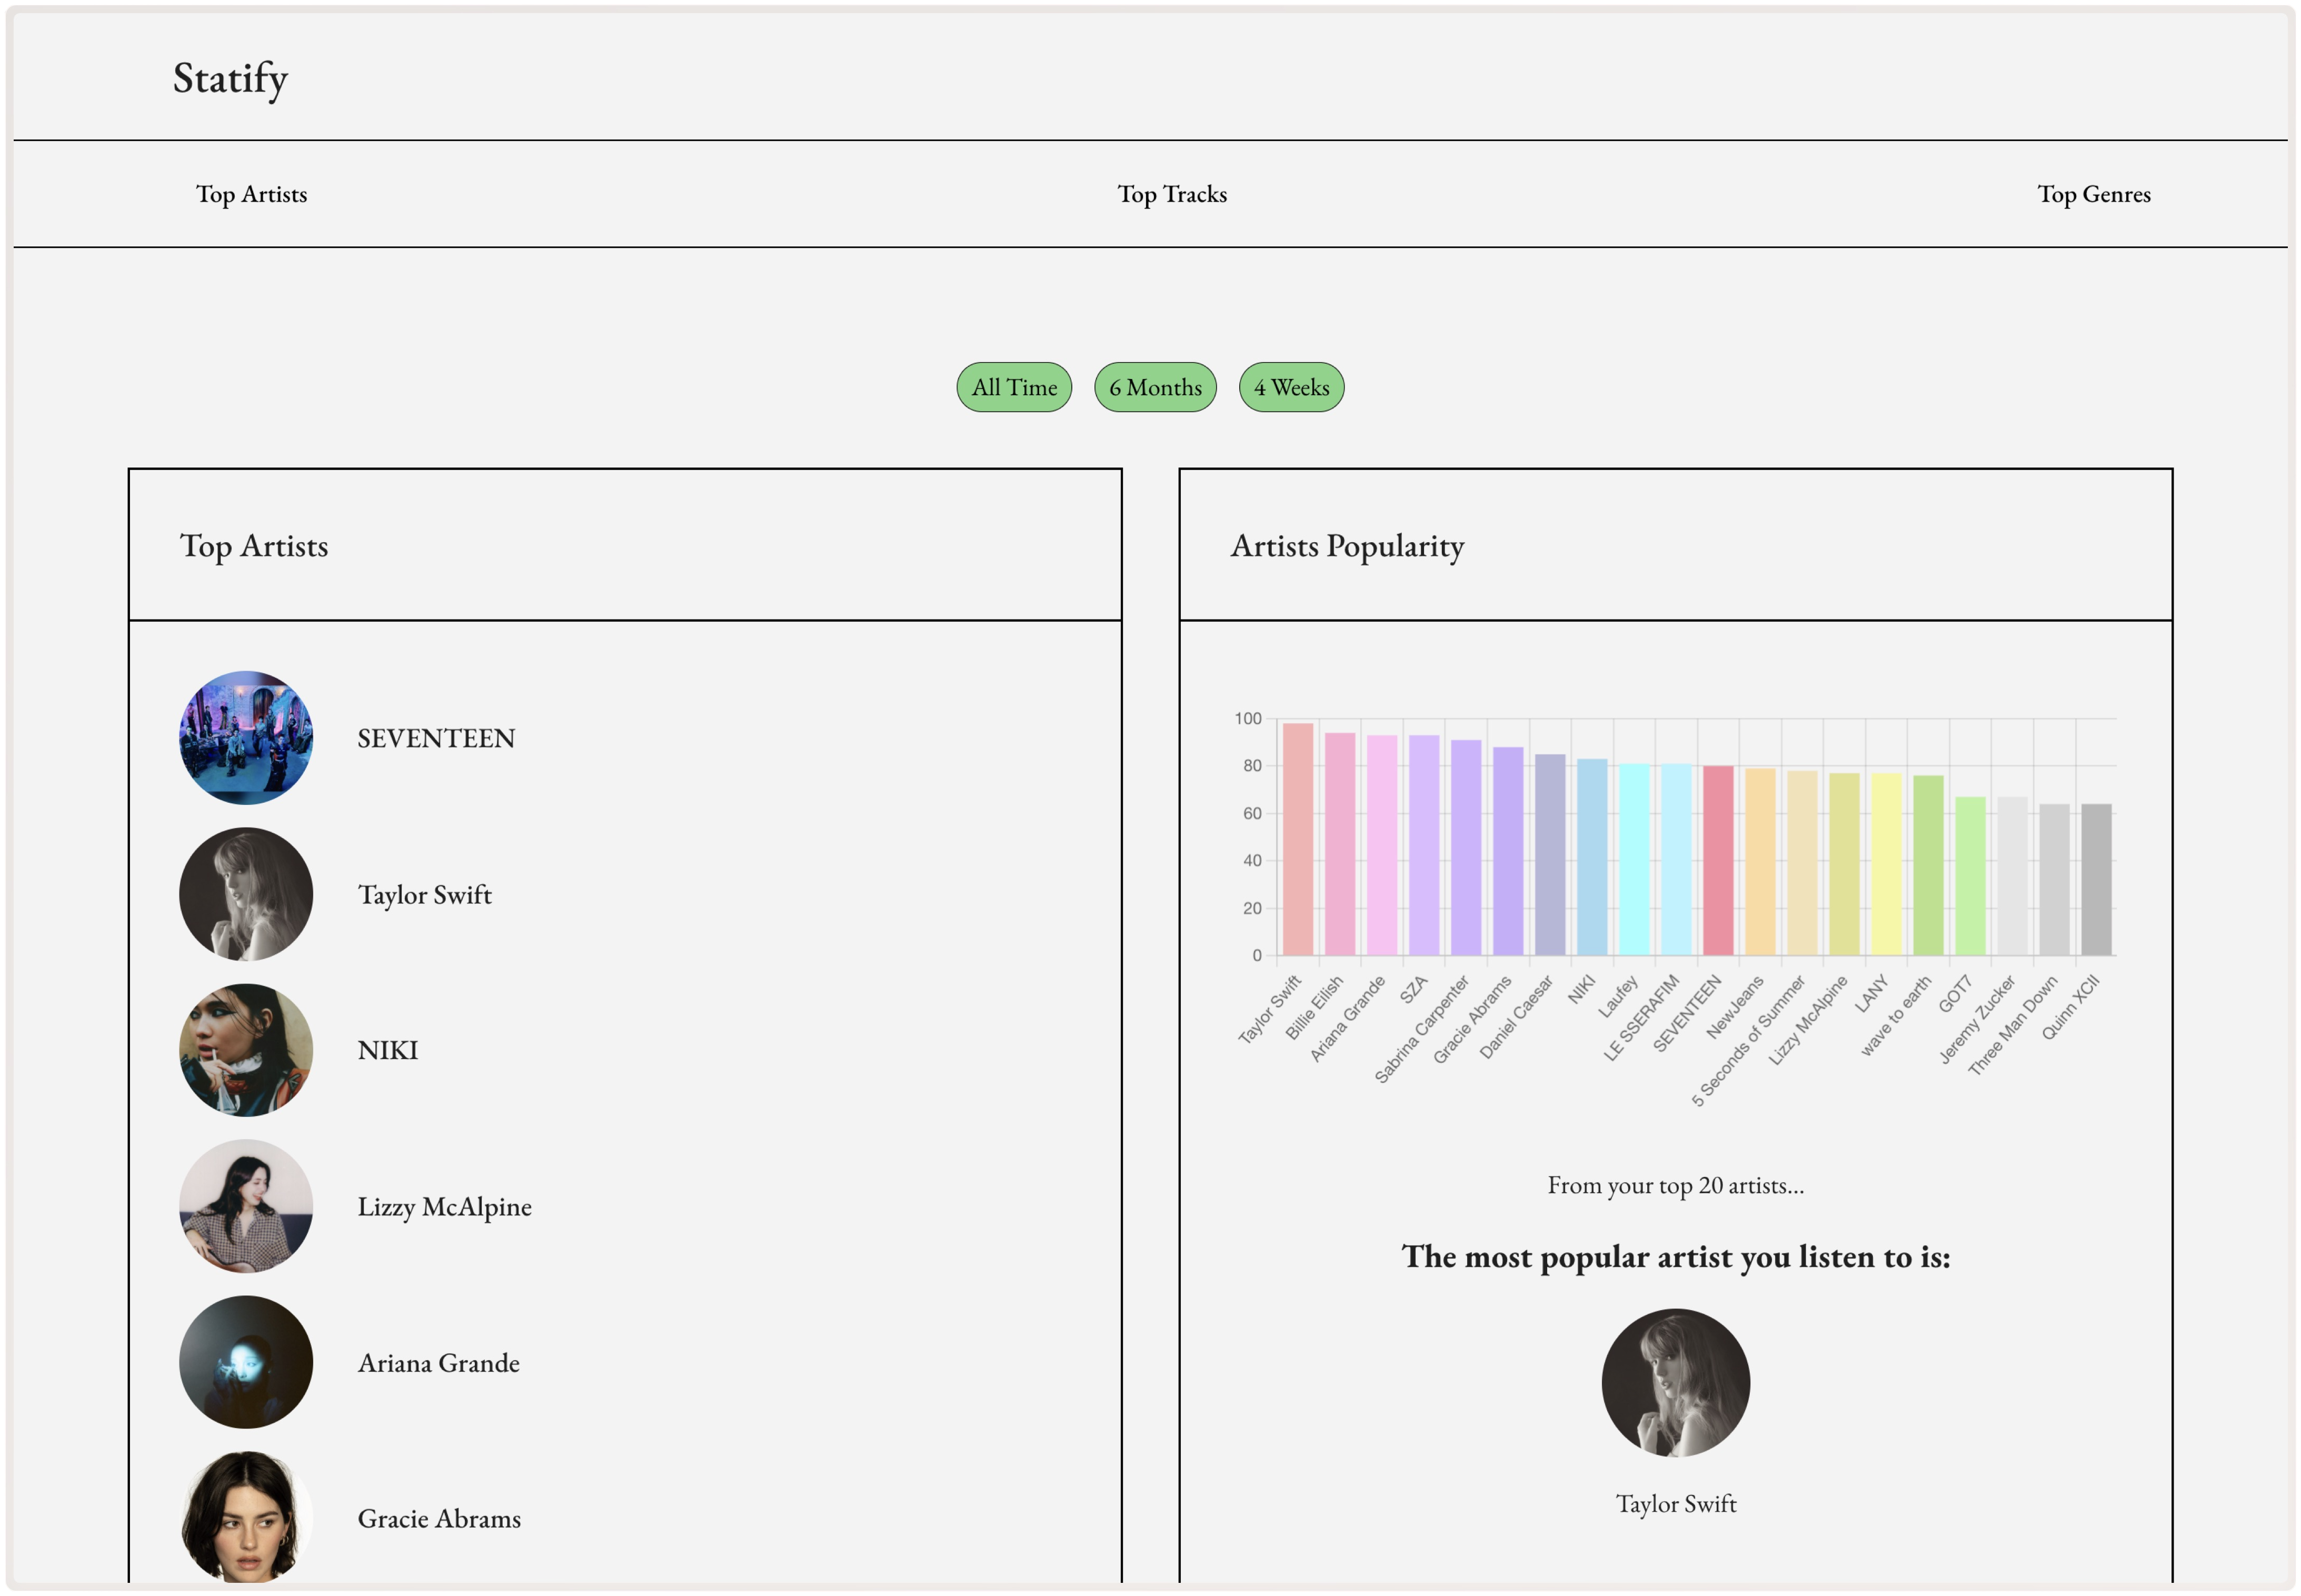 Statify
Top Artists
Top Tracks
Top Genres
All Time
6 Months
4 Weeks
Top Artists
SEVENTEEN
Taylor Swift
NIKI
Lizzy McAlpine
Ariana Grande
Gracie Abrams
Artists Popularity
100
80
60
40
20
0
Taylor Swift
Billie Eilish
Ariana Grande
SZA
Sabrina Carpenter
Gracie Abrams
Daniel Caesar
NIKI
Laufey
LE SSERAFIM
SEVENTEEN
NewJeans
5 Seconds of Summer
Lizzy McAlpine
LANY
wave to earth
GOT7
Jeremy Zucker
Three Man Down
Quinn XCII
From your top 20 artists...
The most popular artist you listen to is:
Taylor Swift